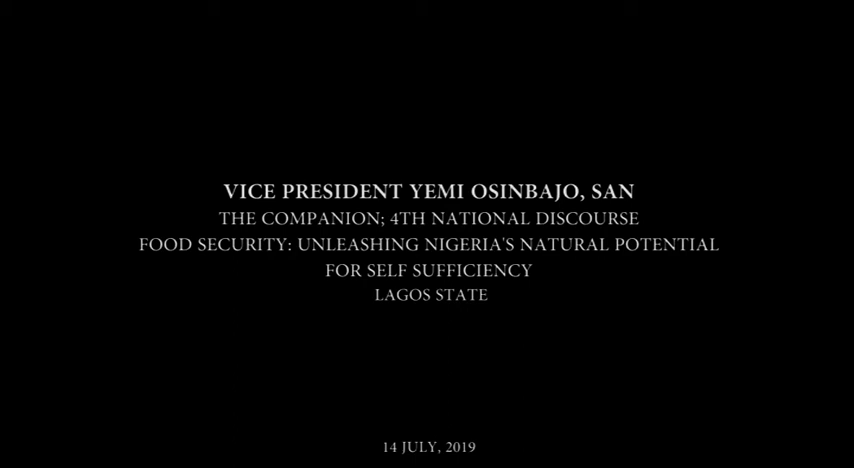 VICE PRESIDENT YEMI OSINBAJO, SAN
THE COMPANION; 4TH NATIONAL DISCOURSE
FOOD SECURITY: UNLEASHING NIGERIA'S NATURAL POTENTIAL
FOR SELF SUFFICIENCY
LAGOS STATE
14 JULY, 2019